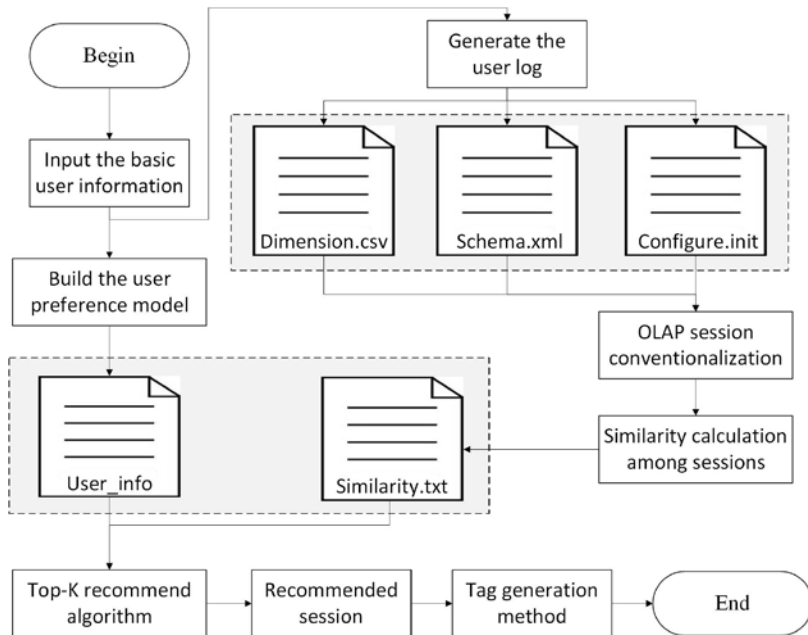 Begin
Generate the
user log
Input the basic
user information
Dimension.csv
Schema.xml
Configure.init
Build the user
preference model
OLAP session
conventionalization
User_info
Similarity.txt
Similarity calculation
among sessions
Top-K recommend
algorithm
Recommended
session
Tag generation
method
End